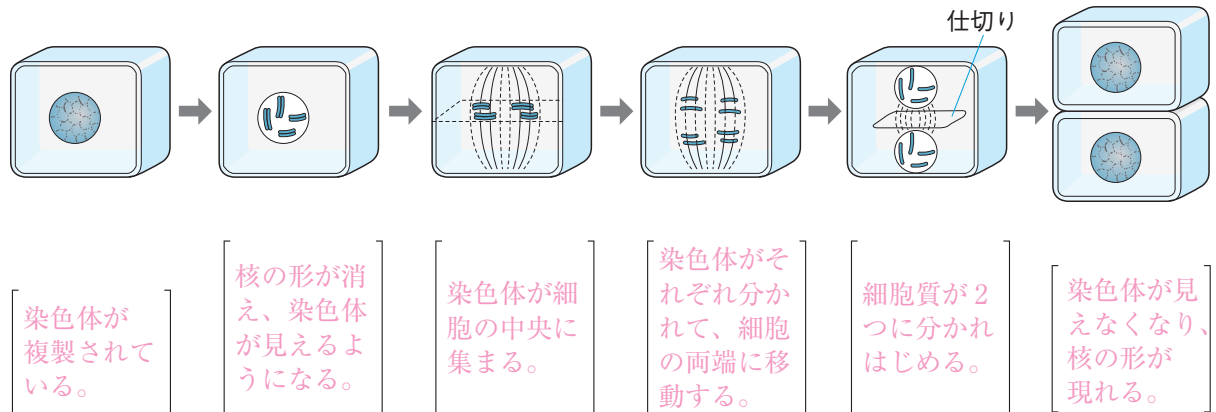 仕切り
染色体が
複製されて
いる。
核の形が消
え、染色体
が見えるよ
うになる。
染色体が細
胞の中央に
集まる。
染色体がそ
れぞれ分か
れて、細胞
の両端に移
動する。
細胞質が2
つに分かれ
はじめる。
染色体が見
えなくなり、
核の形が
現れる。